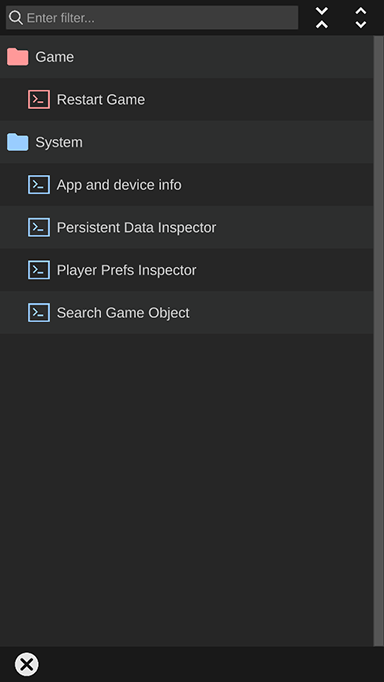 Enter filter...
Game
Restart Game
System
App and device info
Persistent Data Inspector
Player Prefs Inspector
Search Game Object